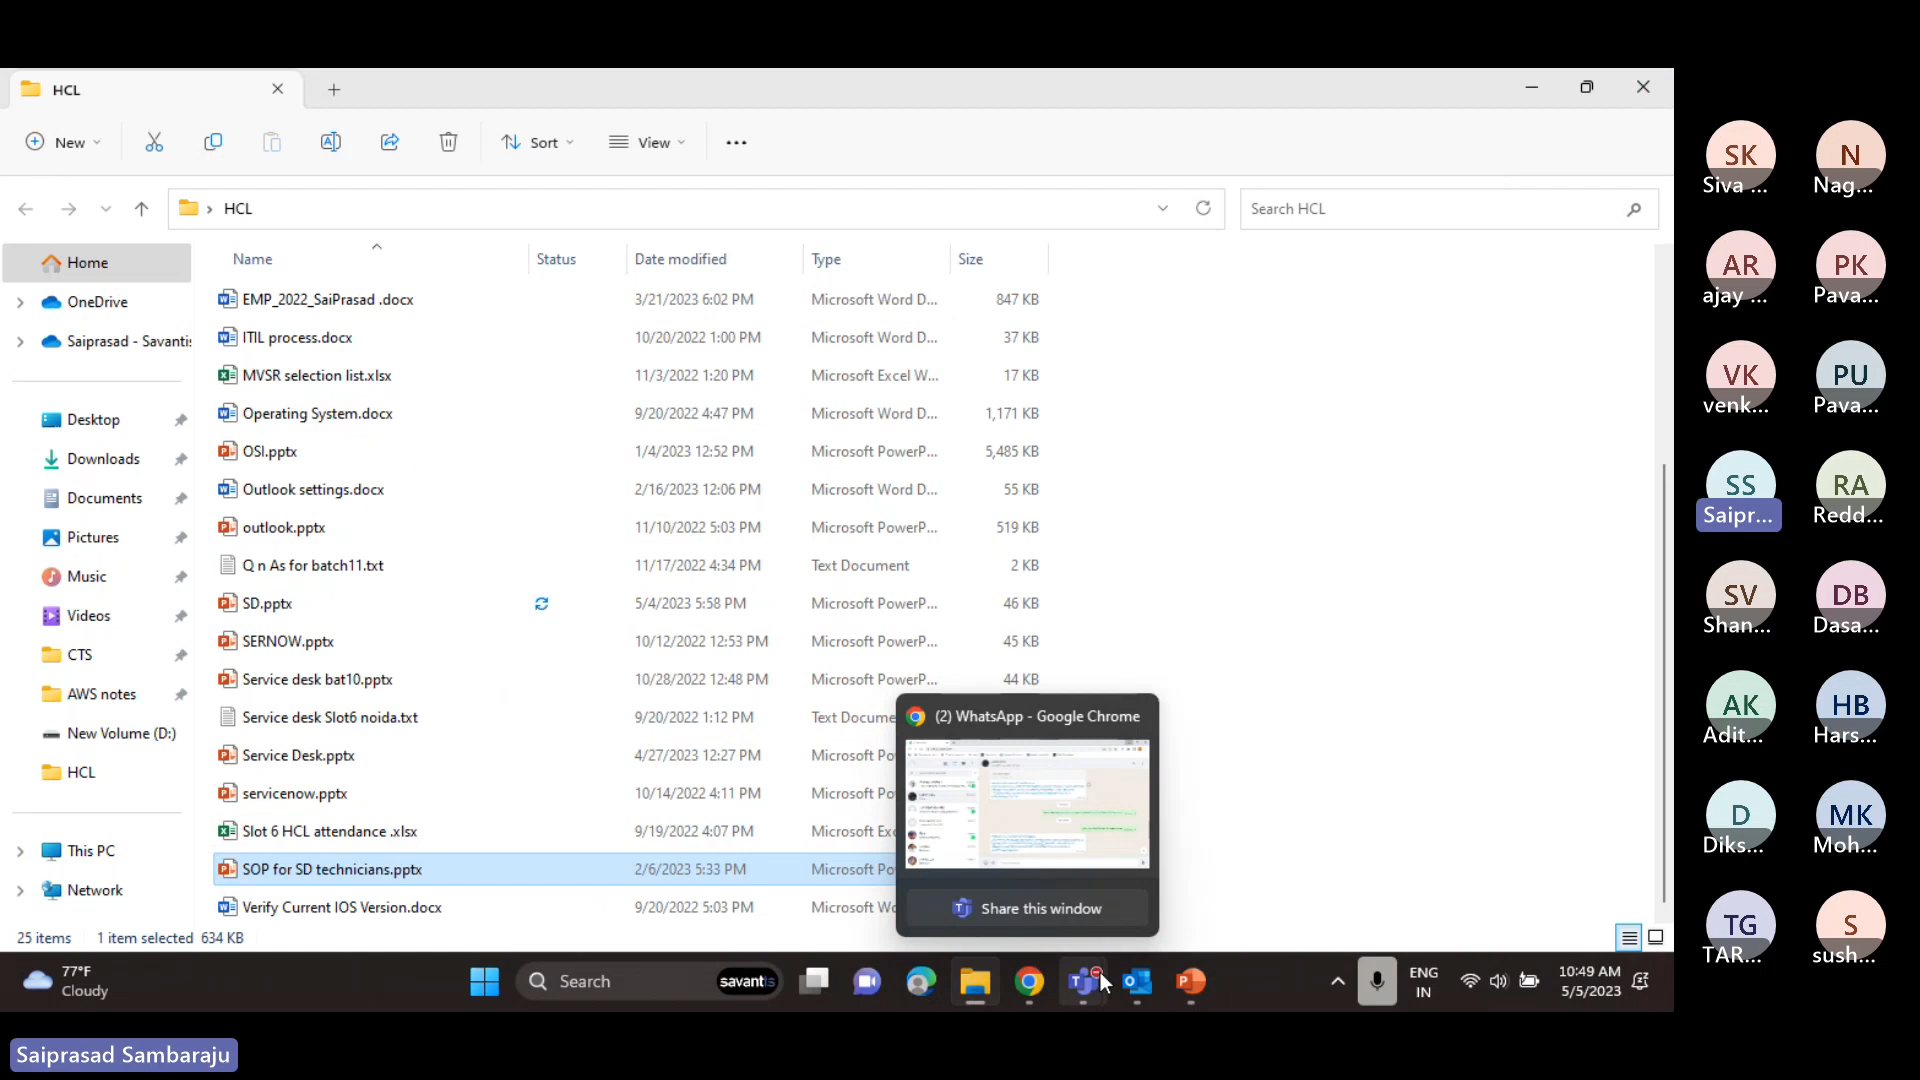 HCL
New
Sort
View
HCL
Search HCL
Name Status Date modified Type Size
Home
OneDrive
Saiprasad - Savantis
Desktop
Downloads
Documents
Pictures
Music
Videos
CTS
AWS notes
New Volume (D:)
HCL
This PC
Network
EMP_2022_SaiPrasad .docx 3/21/2023 6:02 PM Microsoft Word D... 847 KB
ITIL process.docx 10/20/2022 1:00 PM Microsoft Word D... 37 KB
MVSR selection list.xlsx 11/3/2022 1:20 PM Microsoft Excel W... 17 KB
Operating System.docx 9/20/2022 4:47 PM Microsoft Word D... 1,171 KB
OSI.pptx 1/4/2023 12:52 PM Microsoft PowerP... 5,485 KB
Outlook settings.docx 2/16/2023 12:06 PM Microsoft Word D... 55 KB
outlook.pptx 11/10/2022 5:03 PM Microsoft PowerP... 519 KB
Q n As for batch11.txt 11/17/2022 4:34 PM Text Document 2 KB
SD.pptx 5/4/2023 5:58 PM Microsoft PowerP... 46 KB
SERNOW.pptx 10/12/2022 12:53 PM Microsoft PowerP... 45 KB
Service desk bat10.pptx 10/28/2022 12:48 PM Microsoft PowerP... 44 KB
Service desk Slot6 noida.txt 9/20/2022 1:12 PM Text Docume
Service Desk.pptx 4/27/2023 12:27 PM Microsoft Po
servicenow.pptx 10/14/2022 4:11 PM Microsoft Po
Slot 6 HCL attendance .xlsx 9/19/2022 4:07 PM Microsoft Exc
SOP for SD technicians.pptx 2/6/2023 5:33 PM Microsoft Po
Verify Current IOS Version.docx 9/20/2022 5:03 PM Microsoft Wo
(2) WhatsApp - Google Chrome
Share this window
25 items 1 item selected 634 KB
77°F
Cloudy
Search
savantis
ENG
IN
10:49 AM
5/5/2023
SK
Siva ...
N
Nag...
AR
ajay ...
PK
Pava...
VK
venk...
PU
Pava...
SS
Saipr...
RA
Redd...
SV
Shan...
DB
Dasa...
AK
Adit...
HB
Hars...
D
Diks...
MK
Moh...
TG
TAR...
S
sush...
Saiprasad Sambaraju